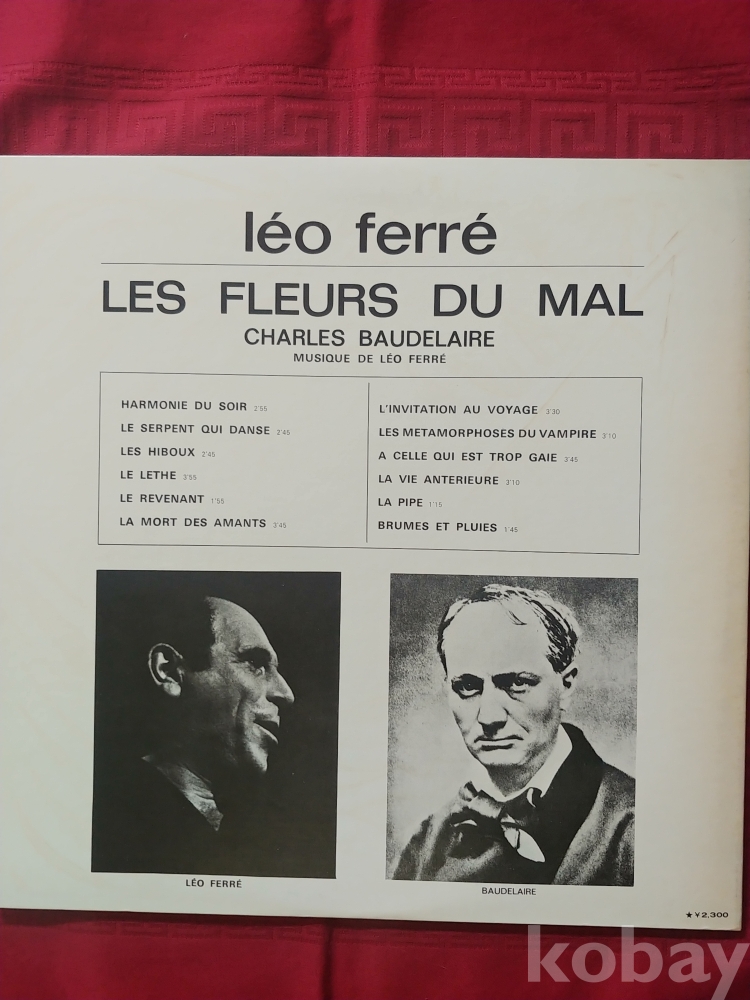 léo ferré
LES FLEURS DU MAL
CHARLES BAUDELAIRE
MUSIQUE DE LÉO FERRÉ
HARMONIE DU SOIR 2'55
LE SERPENT QUI DANSE 2'45
LES HIBOUX 2'45
LE LETHE 3'55
LE REVENANT 1'55
LA MORT DES AMANTS 3'45
L'INVITATION AU VOYAGE 3'30
LES METAMORPHOSES DU VAMPIRE 3'10
A CELLE QUI EST TROP GAIE 3'45
LA VIE ANTERIEURE 3'10
LA PIPE 1'15
BRUMES ET PLUIES 1'45
LÉO FERRÉ
BAUDELAIRE
★ ¥ 2,300
kobay